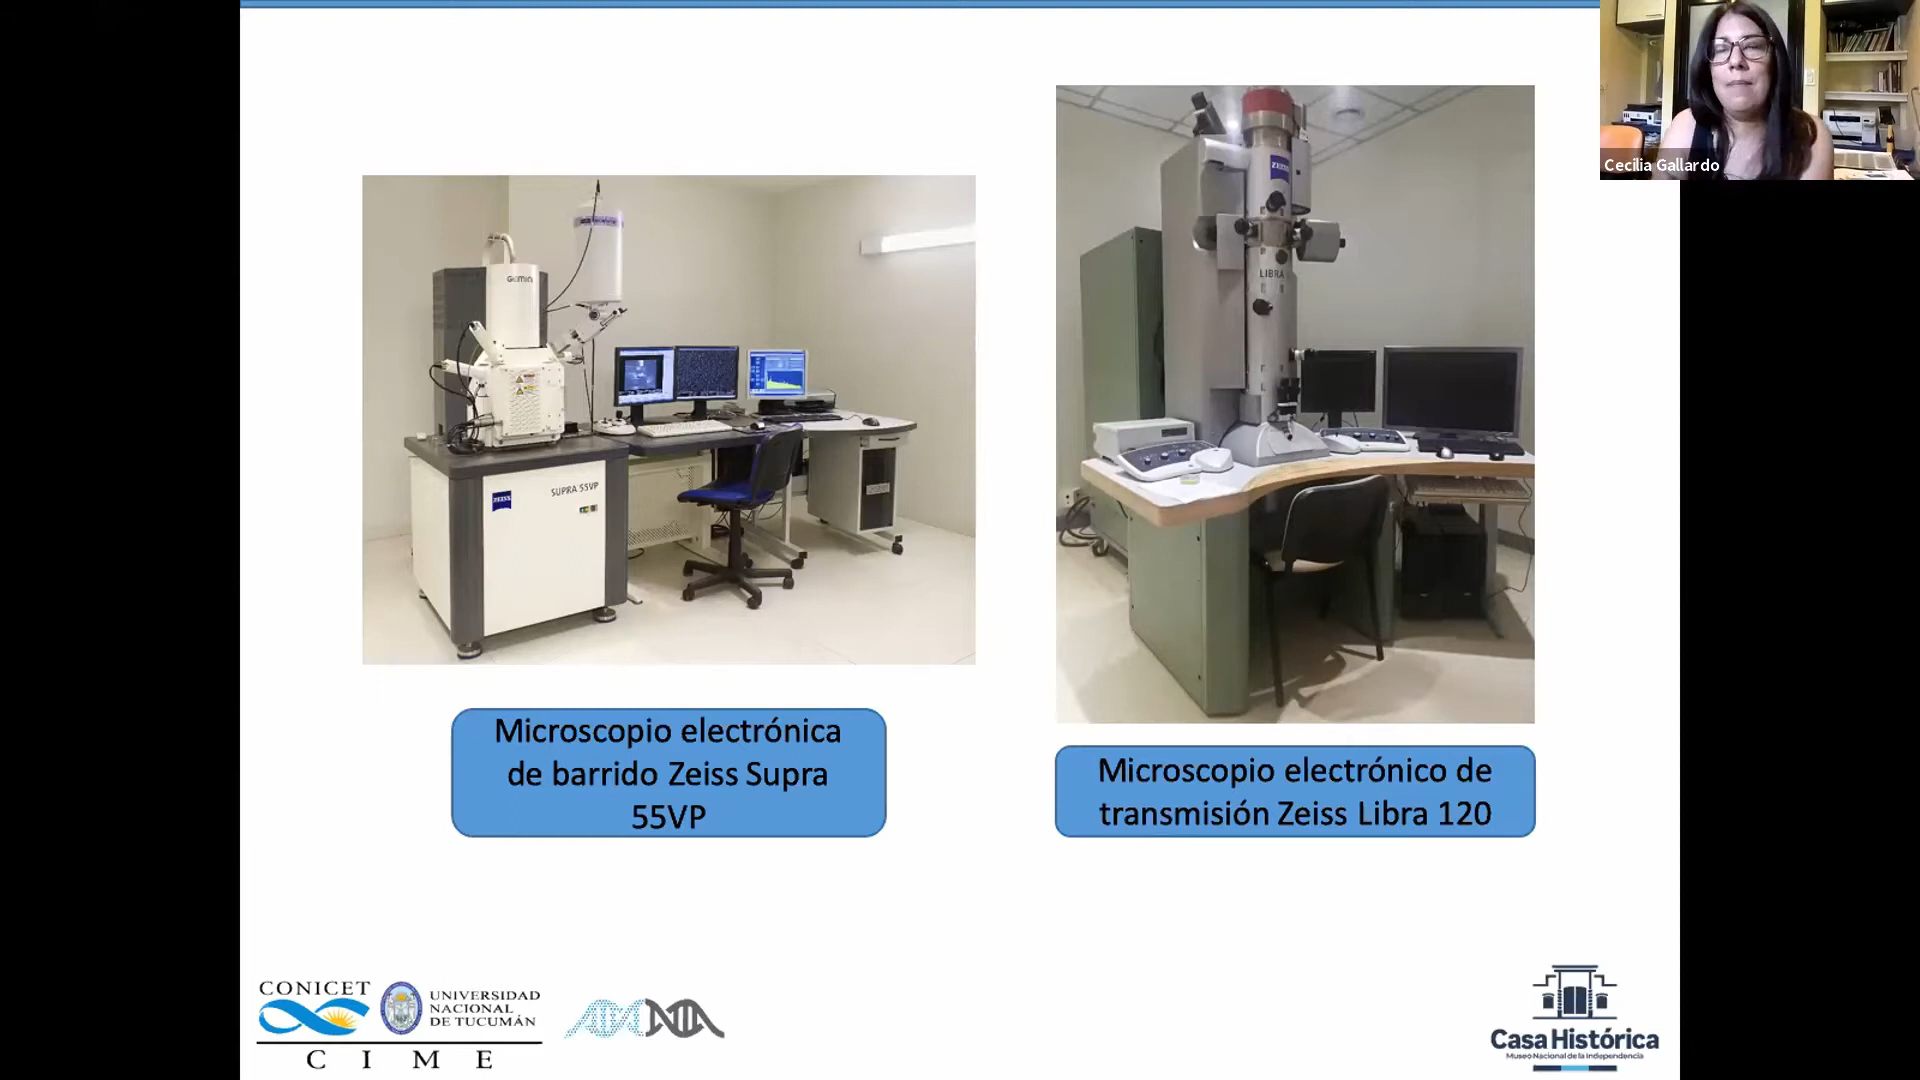 Cecilia Gallardo
ZEISS
Gemini
LIBRA
ZEISS
SUPRA 55VP
Microscopio electrónica
de barrido Zeiss Supra
55VP
Microscopio electrónico de
transmisión Zeiss Libra 120
CONICET
UNIVERSIDAD
NACIONAL
DE TUCUMÁN
C I M E
Casa Histórica
Museo Nacional de la Independencia